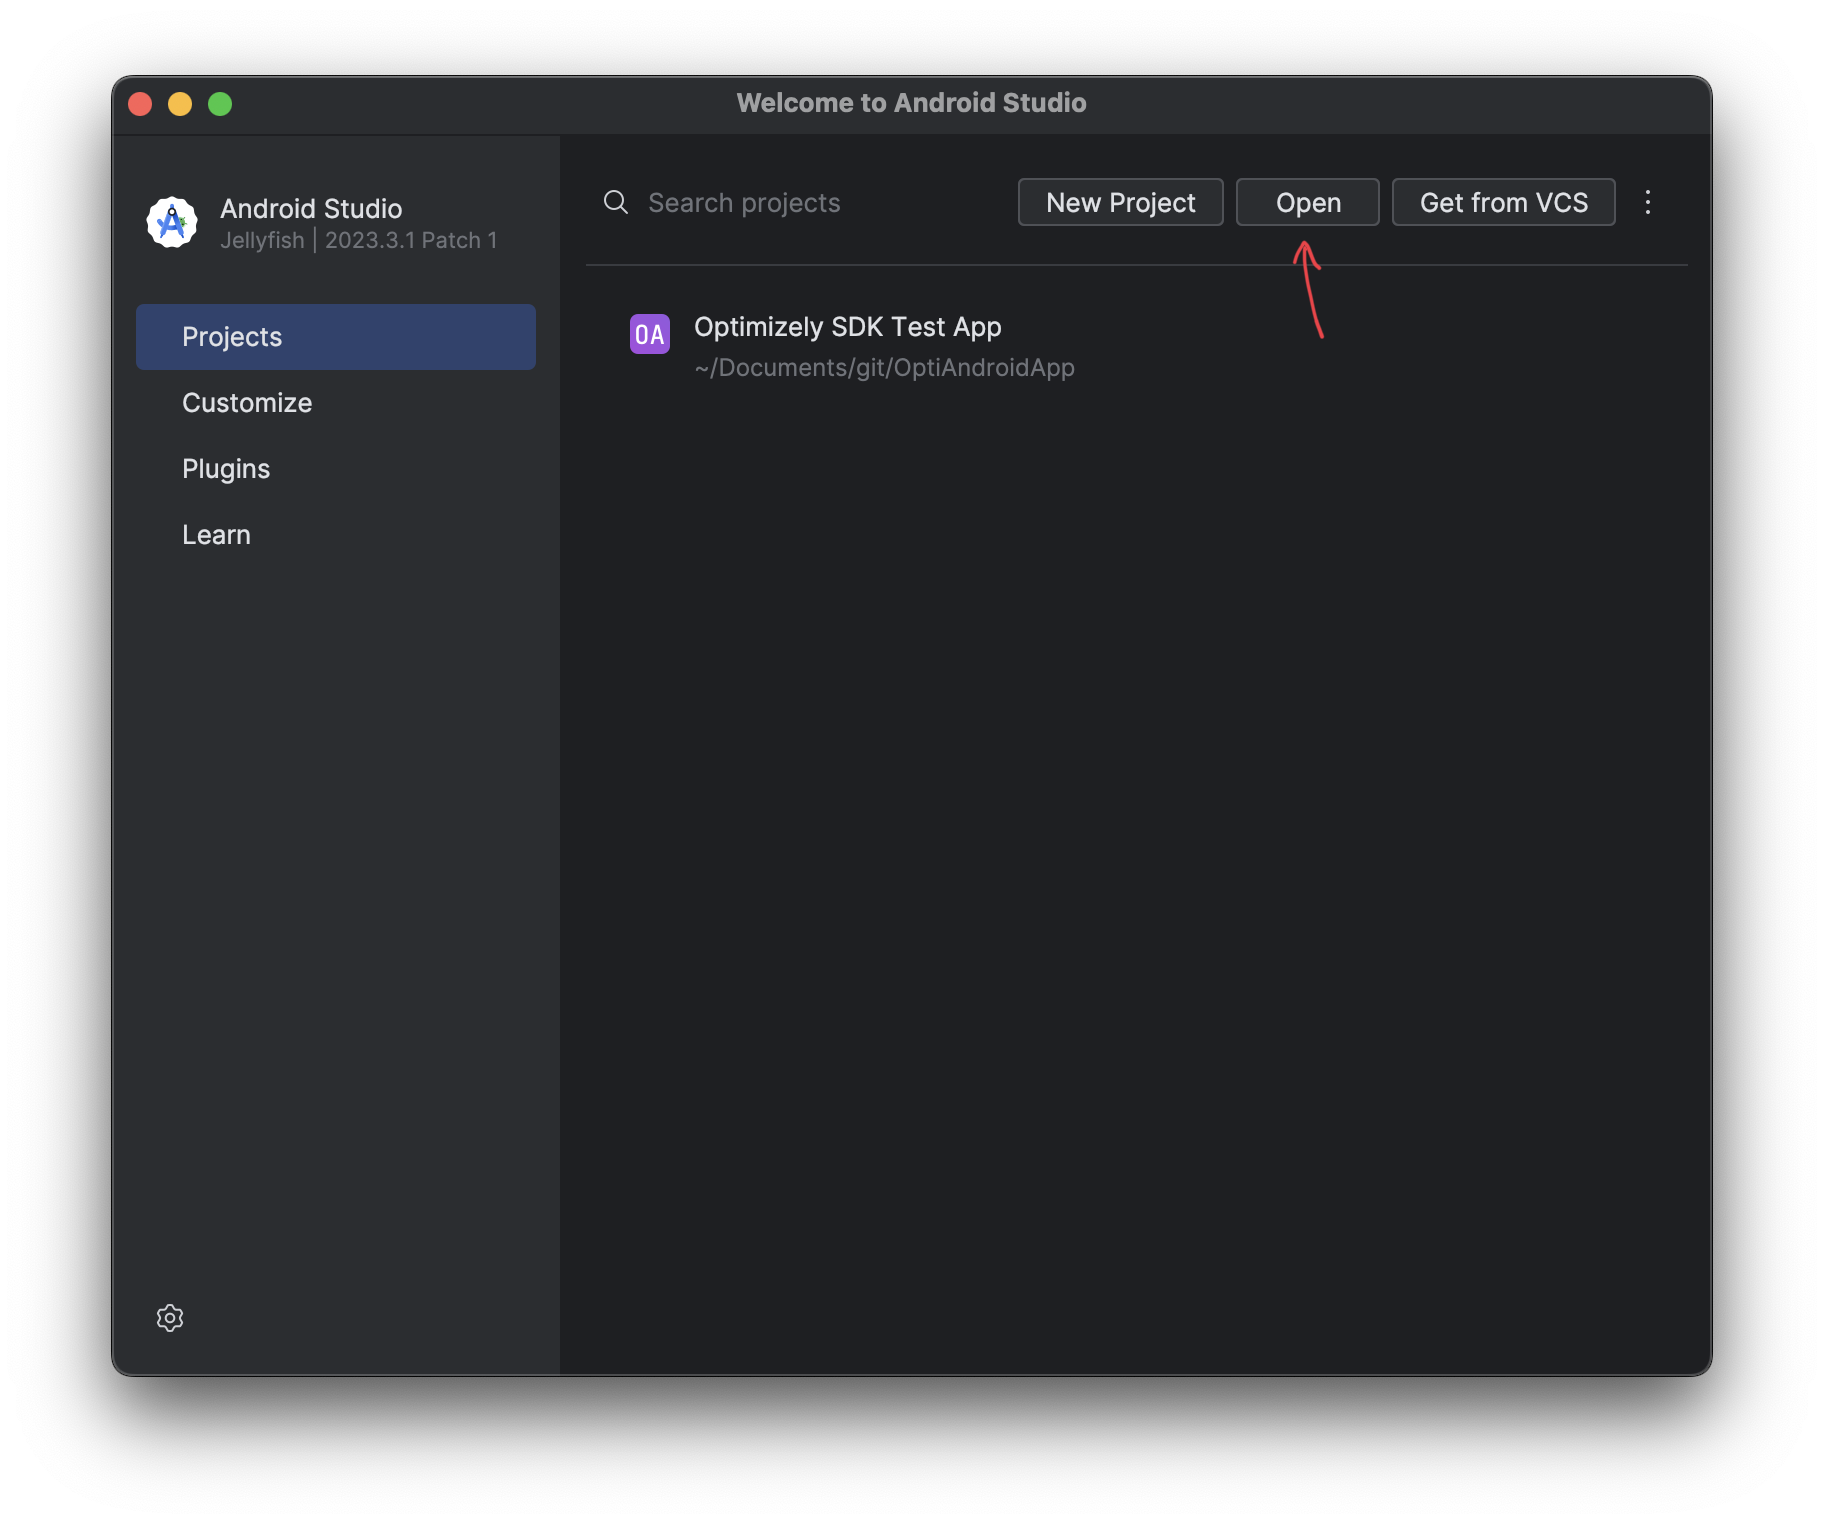 Welcome to Android Studio
Android Studio
Jellyfish | 2023.3.1 Patch 1
Projects
Customize
Plugins
Learn
Search projects
New Project
Open
Get from VCS
OA
Optimizely SDK Test App
~/Documents/git/OptiAndroidApp